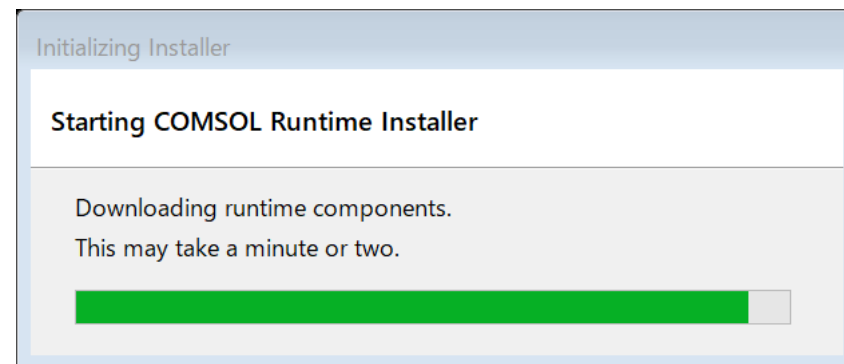 Initializing Installer
Starting COMSOL Runtime Installer
Downloading runtime components.
This may take a minute or two.